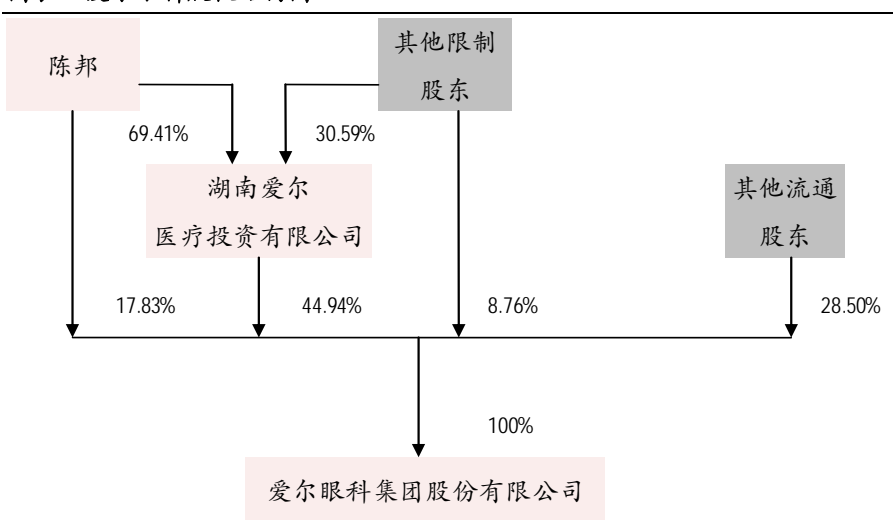 陈邦
其他限制
股东
69.41%
30.59%
湖南爱尔
医疗投资有限公司
其他流通
股东
17.83%
44.94%
8.76%
28.50%
100%
爱尔眼科集团股份有限公司